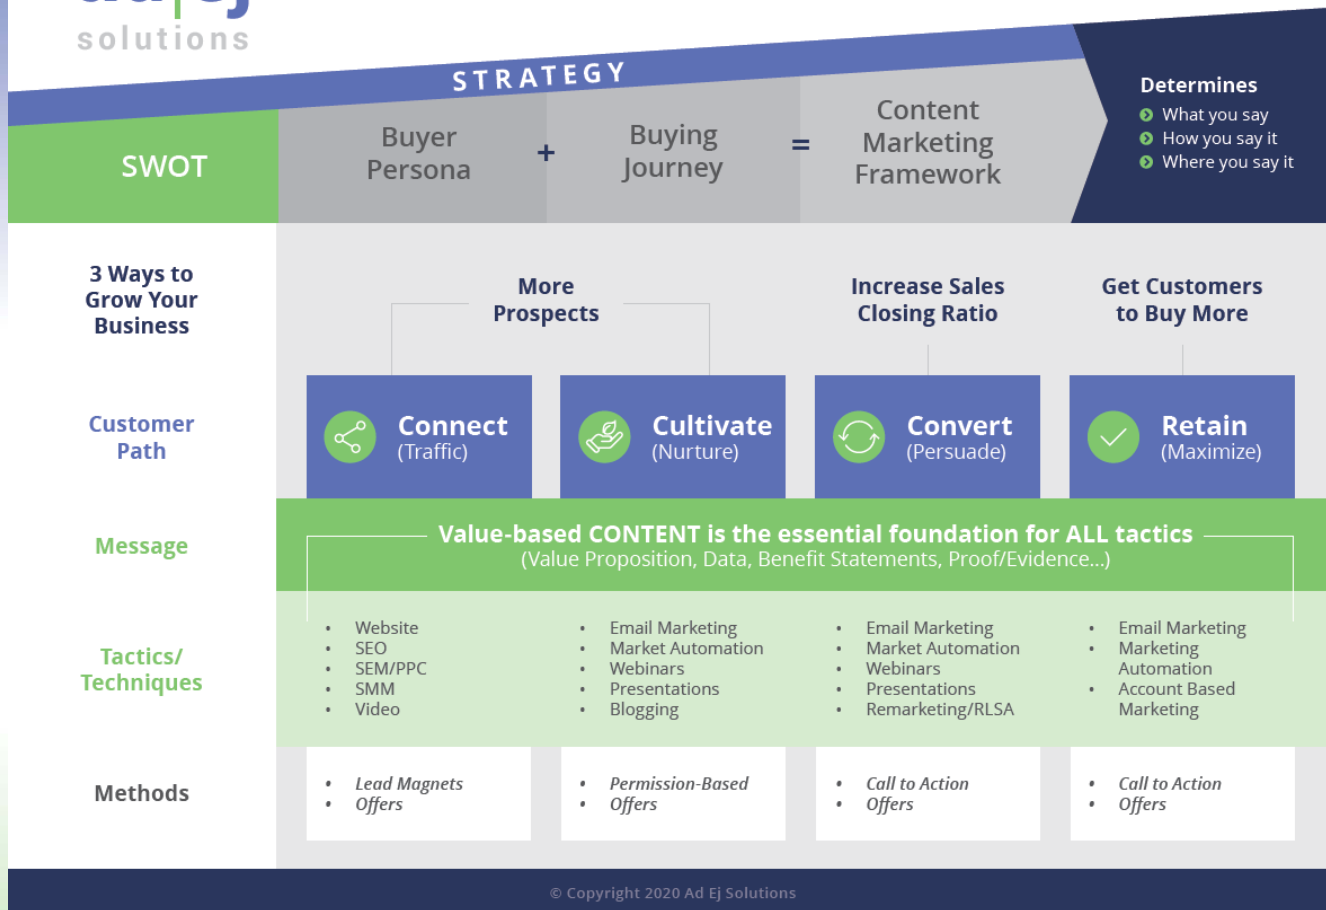 ad|ej
solutions
STRATEGY
SWOT
Buyer
Persona
+
Buying
Journey
=
Content
Marketing
Framework
Determines
What you say
How you say it
Where you say it
3 Ways to
Grow Your
Business
More
Prospects
Increase Sales
Closing Ratio
Get Customers
to Buy More
Customer
Path
Connect
(Traffic)
Cultivate
(Nurture)
Convert
(Persuade)
Retain
(Maximize)
Message
Value-based CONTENT is the essential foundation for ALL tactics
(Value Proposition, Data, Benefit Statements, Proof/Evidence...)
Tactics/
Techniques
• Website
• SEO
• SEM/PPC
• SMM
• Video
• Email Marketing
• Market Automation
• Webinars
• Presentations
• Blogging
• Email Marketing
• Market Automation
• Webinars
• Presentations
• Remarketing/RLSA
• Email Marketing
• Marketing
Automation
• Account Based
Marketing
Methods
• Lead Magnets
• Offers
• Permission-Based
• Offers
• Call to Action
• Offers
• Call to Action
• Offers
© Copyright 2020 Ad Ej Solutions